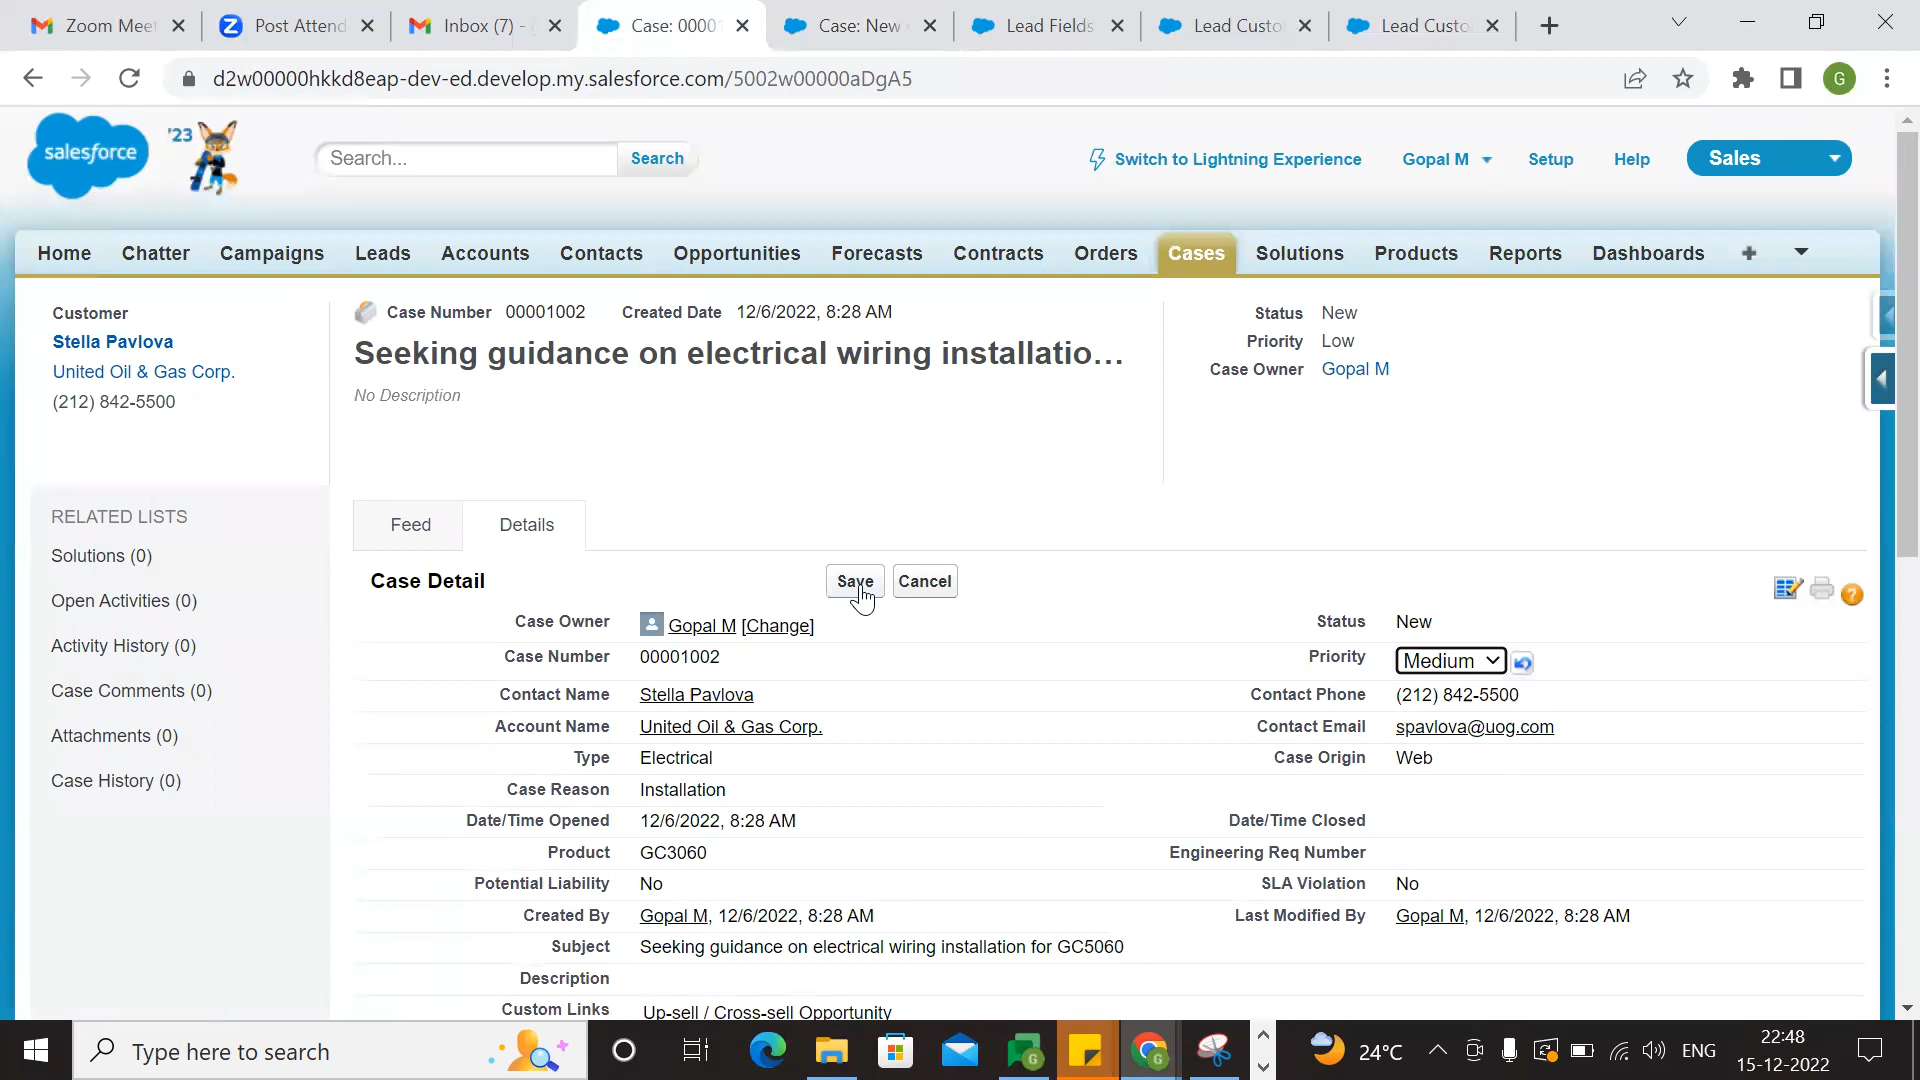 Zoom Mee
Post Attend
Inbox (7) -
Case: 0000
Case: New
Lead Fields
Lead Custo
Lead Custo
d2w00000hkkd8eap-dev-ed.develop.my.salesforce.com/5002w00000aDgA5
G
salesforce
'23
Search...
Search
Switch to Lightning Experience
Gopal M
Setup
Help
Sales
Home
Chatter
Campaigns
Leads
Accounts
Contacts
Opportunities
Forecasts
Contracts
Orders
Cases
Solutions
Products
Reports
Dashboards
Customer
Stella Pavlova
United Oil & Gas Corp.
(212) 842-5500
Case Number 00001002 Created Date 12/6/2022, 8:28 AM
Seeking guidance on electrical wiring installatio...
No Description
Status New
Priority Low
Case Owner Gopal M
RELATED LISTS
Solutions (0)
Open Activities (0)
Activity History (0)
Case Comments (0)
Attachments (0)
Case History (0)
Feed
Details
Case Detail
Save
Cancel
Case Owner Gopal M [Change]
Status New
Case Number 00001002
Priority Medium
Contact Name Stella Pavlova
Contact Phone (212) 842-5500
Account Name United Oil & Gas Corp.
Contact Email spavlova@uog.com
Type Electrical
Case Origin Web
Case Reason Installation
Date/Time Opened 12/6/2022, 8:28 AM
Date/Time Closed
Product GC3060
Engineering Req Number
Potential Liability No
SLA Violation No
Created By Gopal M, 12/6/2022, 8:28 AM
Last Modified By Gopal M, 12/6/2022, 8:28 AM
Subject Seeking guidance on electrical wiring installation for GC5060
Description
Custom Links Up-sell / Cross-sell Opportunity
Type here to search
24°C
ENG
22:48
15-12-2022